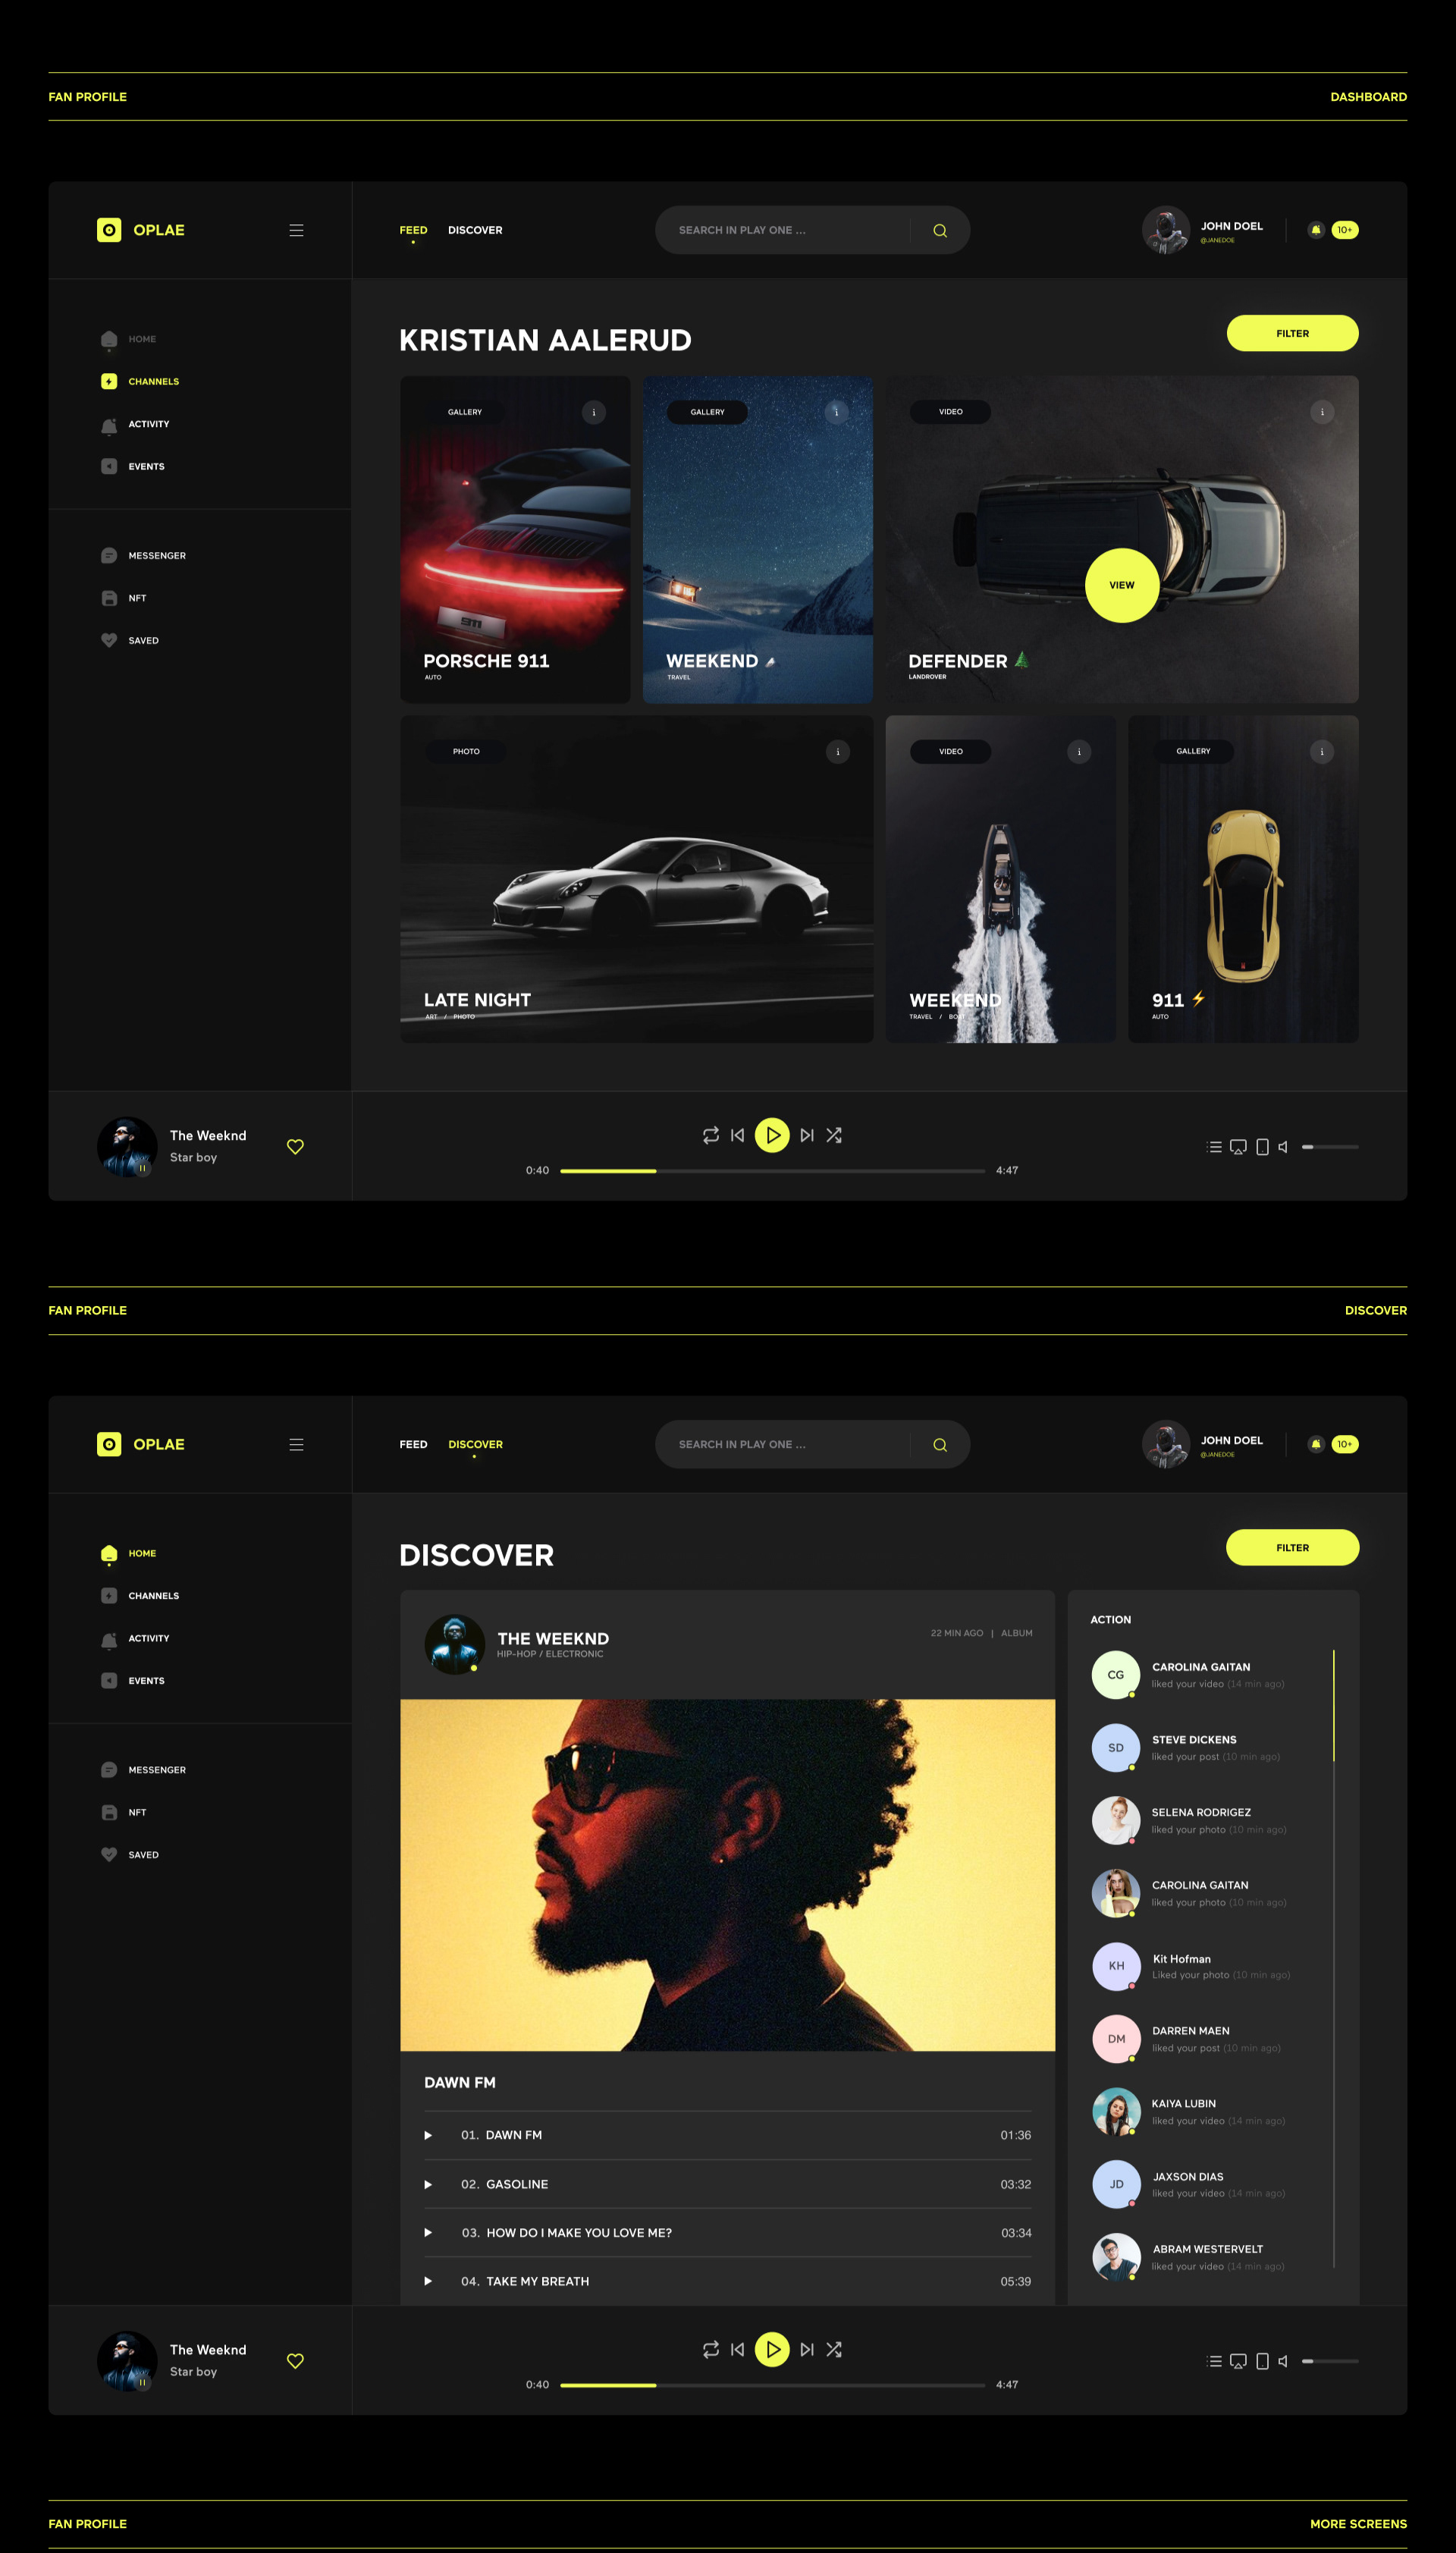 FAN PROFILE
DASHBOARD
OPLAE
FEED
DISCOVER
SEARCH IN PLAY ONE ...
JOHN DOEL
@JANEDOE
10+
HOME
CHANNELS
ACTIVITY
EVENTS
MESSENGER
NFT
SAVED
KRISTIAN AALERUD
FILTER
GALLERY
i
911
PORSCHE 911
AUTO
GALLERY
i
WEEKEND
TRAVEL
VIDEO
i
VIEW
DEFENDER 🌲
LANDROVER
PHOTO
i
LATE NIGHT
ART / PHOTO
VIDEO
i
WEEKEND
TRAVEL / BOAT
GALLERY
i
911 ⚡
AUTO
The Weeknd
Star boy
0:40
4:47
FAN PROFILE
DISCOVER
OPLAE
FEED
DISCOVER
SEARCH IN PLAY ONE ...
JOHN DOEL
@JANEDOE
10+
HOME
CHANNELS
ACTIVITY
EVENTS
MESSENGER
NFT
SAVED
DISCOVER
FILTER
THE WEEKND
HIP-HOP / ELECTRONIC
22 MIN AGO | ALBUM
DAWN FM
01. DAWN FM 01:36
02. GASOLINE 03:32
03. HOW DO I MAKE YOU LOVE ME? 03:34
04. TAKE MY BREATH 05:39
ACTION
CG
CAROLINA GAITAN
liked your video (14 min ago)
SD
STEVE DICKENS
liked your post (10 min ago)
SELENA RODRIGEZ
liked your photo (10 min ago)
CAROLINA GAITAN
liked your photo (10 min ago)
KH
Kit Hofman
Liked your photo (10 min ago)
DM
DARREN MAEN
liked your post (10 min ago)
KAIYA LUBIN
liked your video (14 min ago)
JD
JAXSON DIAS
liked your video (14 min ago)
ABRAM WESTERVELT
liked your video (14 min ago)
The Weeknd
Star boy
0:40
4:47
FAN PROFILE
MORE SCREENS